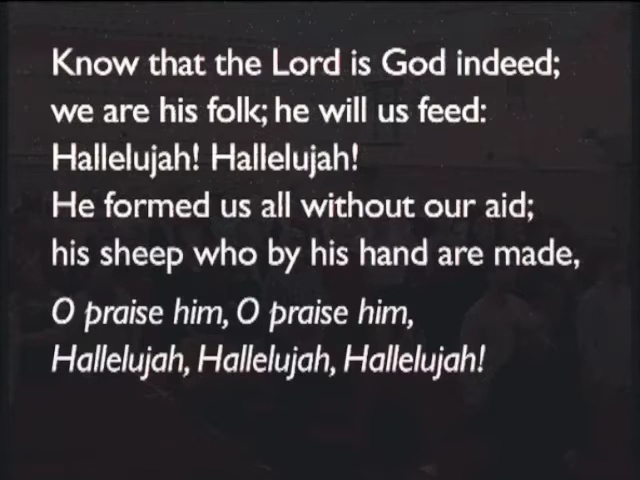 Know that the Lord is God indeed;
we are his folk; he will us feed:
Hallelujah! Hallelujah!
He formed us all without our aid;
his sheep who by his hand are made,
O praise him, O praise him,
Hallelujah, Hallelujah, Hallelujah!